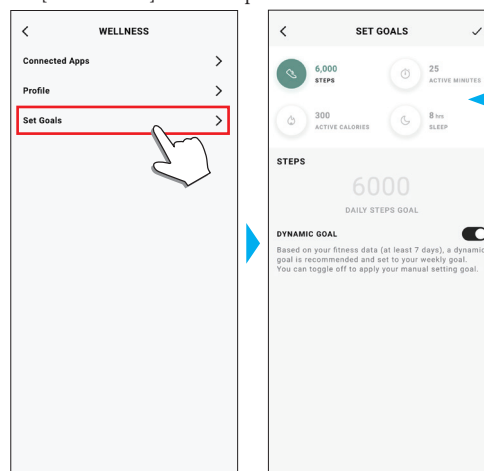 WELLNESS
Connected Apps
Profile
Set Goals
SET GOALS
6,000
STEPS
25
ACTIVE MINUTES
300
ACTIVE CALORIES
8 hrs
SLEEP
STEPS
6000
DAILY STEPS GOAL
DYNAMIC GOAL
Based on your fitness data (at least 7 days), a dynamic
goal is recommended and set to your weekly goal.
You can toggle off to apply your manual setting goal.